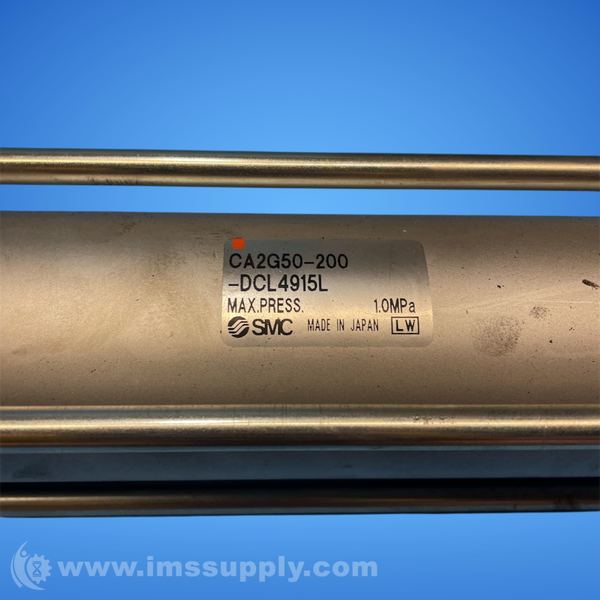 CA2G50-200
-DCL4915L
MAX.PRESS. 1.0MPa
SMC MADE IN JAPAN LW
www.imssupply.com